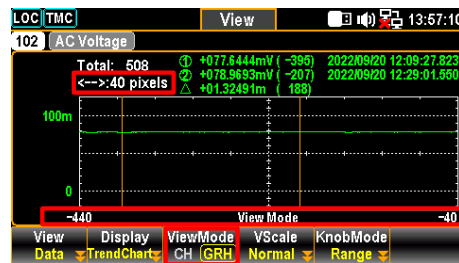 LOC TMC View 13:57:10
102 AC Voltage
Total: 508 ① +077.6444mV ( -395) 2022/09/20 12:09:27.823
<-->:40 pixels ② +078.9693mV ( -207) 2022/09/20 12:29:01.550
△ +01.32491m ( 188)
100m
0
-440 View Mode -40
View Display ViewMode VScale KnobMode
Data TrendChart CH GRH Normal Range